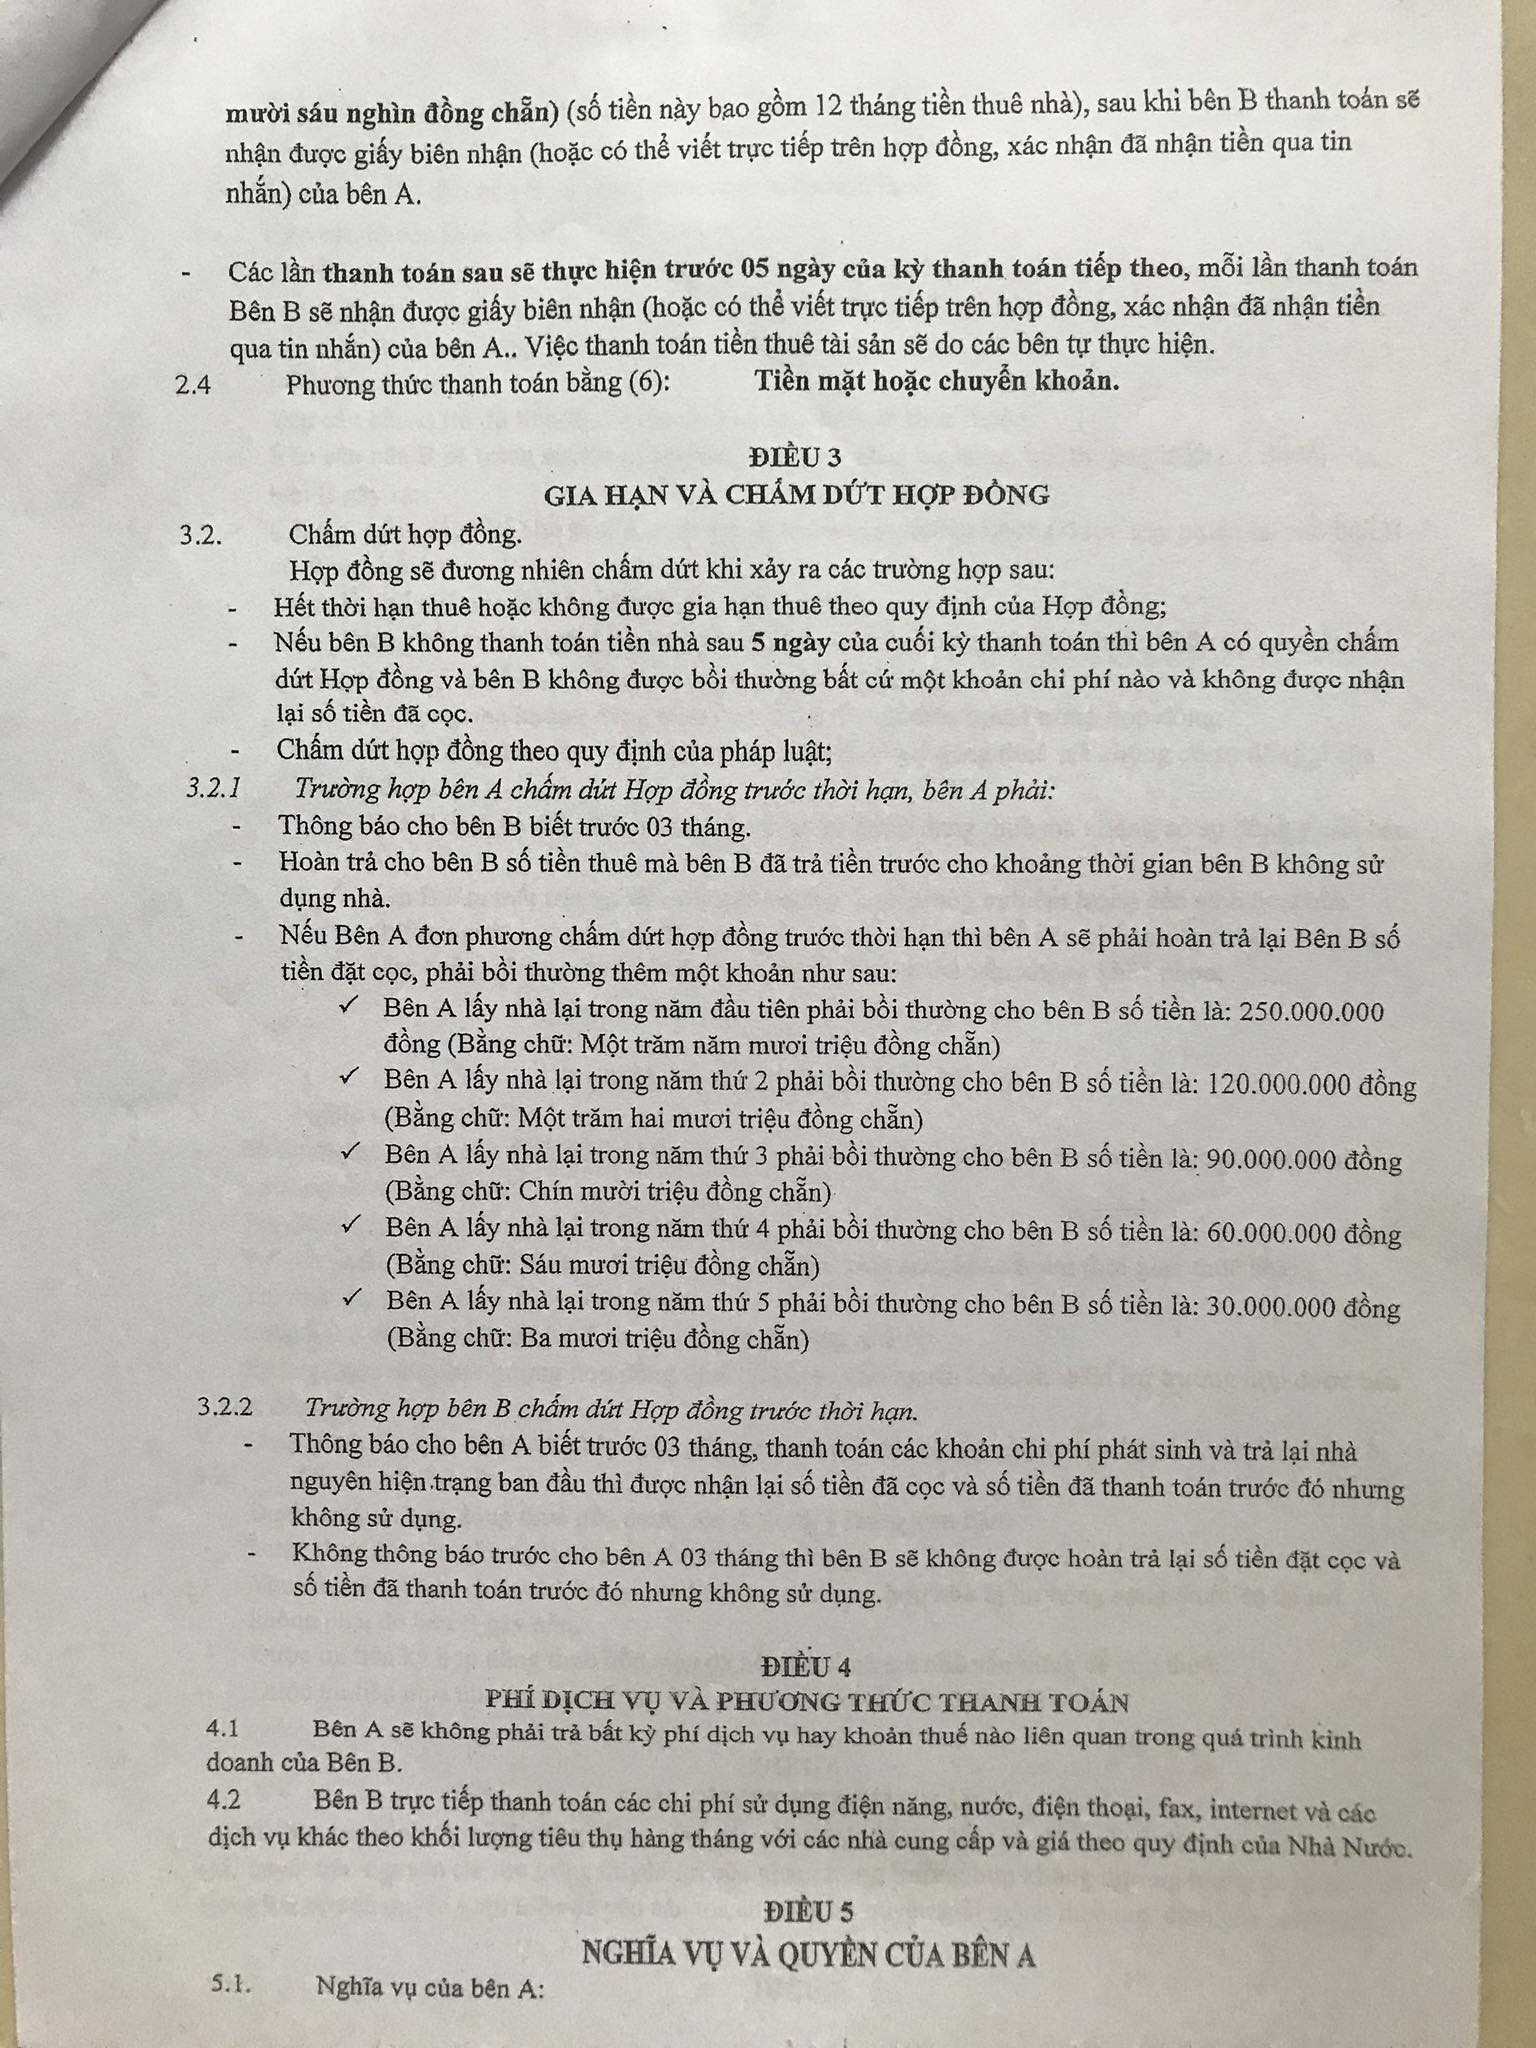 mười sáu nghìn đồng chẵn) (số tiền này bao gồm 12 tháng tiền thuê nhà), sau khi bên B thanh toán sẽ
nhận được giấy biên nhận (hoặc có thể viết trực tiếp trên hợp đồng, xác nhận đã nhận tiền qua tin
nhắn) của bên A.
- Các lần thanh toán sau sẽ thực hiện trước 05 ngày của kỳ thanh toán tiếp theo, mỗi lần thanh toán
Bên B sẽ nhận được giấy biên nhận (hoặc có thể viết trực tiếp trên hợp đồng, xác nhận đã nhận tiền
qua tin nhắn) của bên A.. Việc thanh toán tiền thuê tài sản sẽ do các bên tự thực hiện.
2.4 Phương thức thanh toán bằng (6): Tiền mặt hoặc chuyển khoản.
ĐIỀU 3
GIA HẠN VÀ CHẤM DỨT HỢP ĐỒNG
3.2. Chấm dứt hợp đồng.
Hợp đồng sẽ đương nhiên chấm dứt khi xảy ra các trường hợp sau:
- Hết thời hạn thuê hoặc không được gia hạn thuê theo quy định của Hợp đồng;
- Nếu bên B không thanh toán tiền nhà sau 5 ngày của cuối kỳ thanh toán thì bên A có quyền chấm
dứt Hợp đồng và bên B không được bồi thường bất cứ một khoản chi phí nào và không được nhận
lại số tiền đã cọc.
- Chấm dứt hợp đồng theo quy định của pháp luật;
3.2.1 Trường hợp bên A chấm dứt Hợp đồng trước thời hạn, bên A phải:
- Thông báo cho bên B biết trước 03 tháng.
- Hoàn trả cho bên B số tiền thuê mà bên B đã trả tiền trước cho khoảng thời gian bên B không sử
dụng nhà.
- Nếu Bên A đơn phương chấm dứt hợp đồng trước thời hạn thì bên A sẽ phải hoàn trả lại Bên B số
tiền đặt cọc, phải bồi thường thêm một khoản như sau:
✓ Bên A lấy nhà lại trong năm đầu tiên phải bồi thường cho bên B số tiền là: 250.000.000
đồng (Bằng chữ: Một trăm năm mươi triệu đồng chẵn)
✓ Bên A lấy nhà lại trong năm thứ 2 phải bồi thường cho bên B số tiền là: 120.000.000 đồng
(Bằng chữ: Một trăm hai mươi triệu đồng chẵn)
✓ Bên A lấy nhà lại trong năm thứ 3 phải bồi thường cho bên B số tiền là: 90.000.000 đồng
(Bằng chữ: Chín mười triệu đồng chẵn)
✓ Bên A lấy nhà lại trong năm thứ 4 phải bồi thường cho bên B số tiền là: 60.000.000 đồng
(Bằng chữ: Sáu mươi triệu đồng chẵn)
✓ Bên A lấy nhà lại trong năm thứ 5 phải bồi thường cho bên B số tiền là: 30.000.000 đồng
(Bằng chữ: Ba mươi triệu đồng chẵn)
3.2.2 Trường hợp bên B chấm dứt Hợp đồng trước thời hạn.
- Thông báo cho bên A biết trước 03 tháng, thanh toán các khoản chi phí phát sinh và trả lại nhà
nguyên hiện trạng ban đầu thì được nhận lại số tiền đã cọc và số tiền đã thanh toán trước đó nhưng
không sử dụng.
- Không thông báo trước cho bên A 03 tháng thì bên B sẽ không được hoàn trả lại số tiền đặt cọc và
số tiền đã thanh toán trước đó nhưng không sử dụng.
ĐIỀU 4
PHÍ DỊCH VỤ VÀ PHƯƠNG THỨC THANH TOÁN
4.1 Bên A sẽ không phải trả bất kỳ phí dịch vụ hay khoản thuế nào liên quan trong quá trình kinh
doanh của Bên B.
4.2 Bên B trực tiếp thanh toán các chi phí sử dụng điện năng, nước, điện thoại, fax, internet và các
dịch vụ khác theo khối lượng tiêu thụ hàng tháng với các nhà cung cấp và giá theo quy định của Nhà Nước.
ĐIỀU 5
NGHĨA VỤ VÀ QUYỀN CỦA BÊN A
5.1. Nghĩa vụ của bên A: